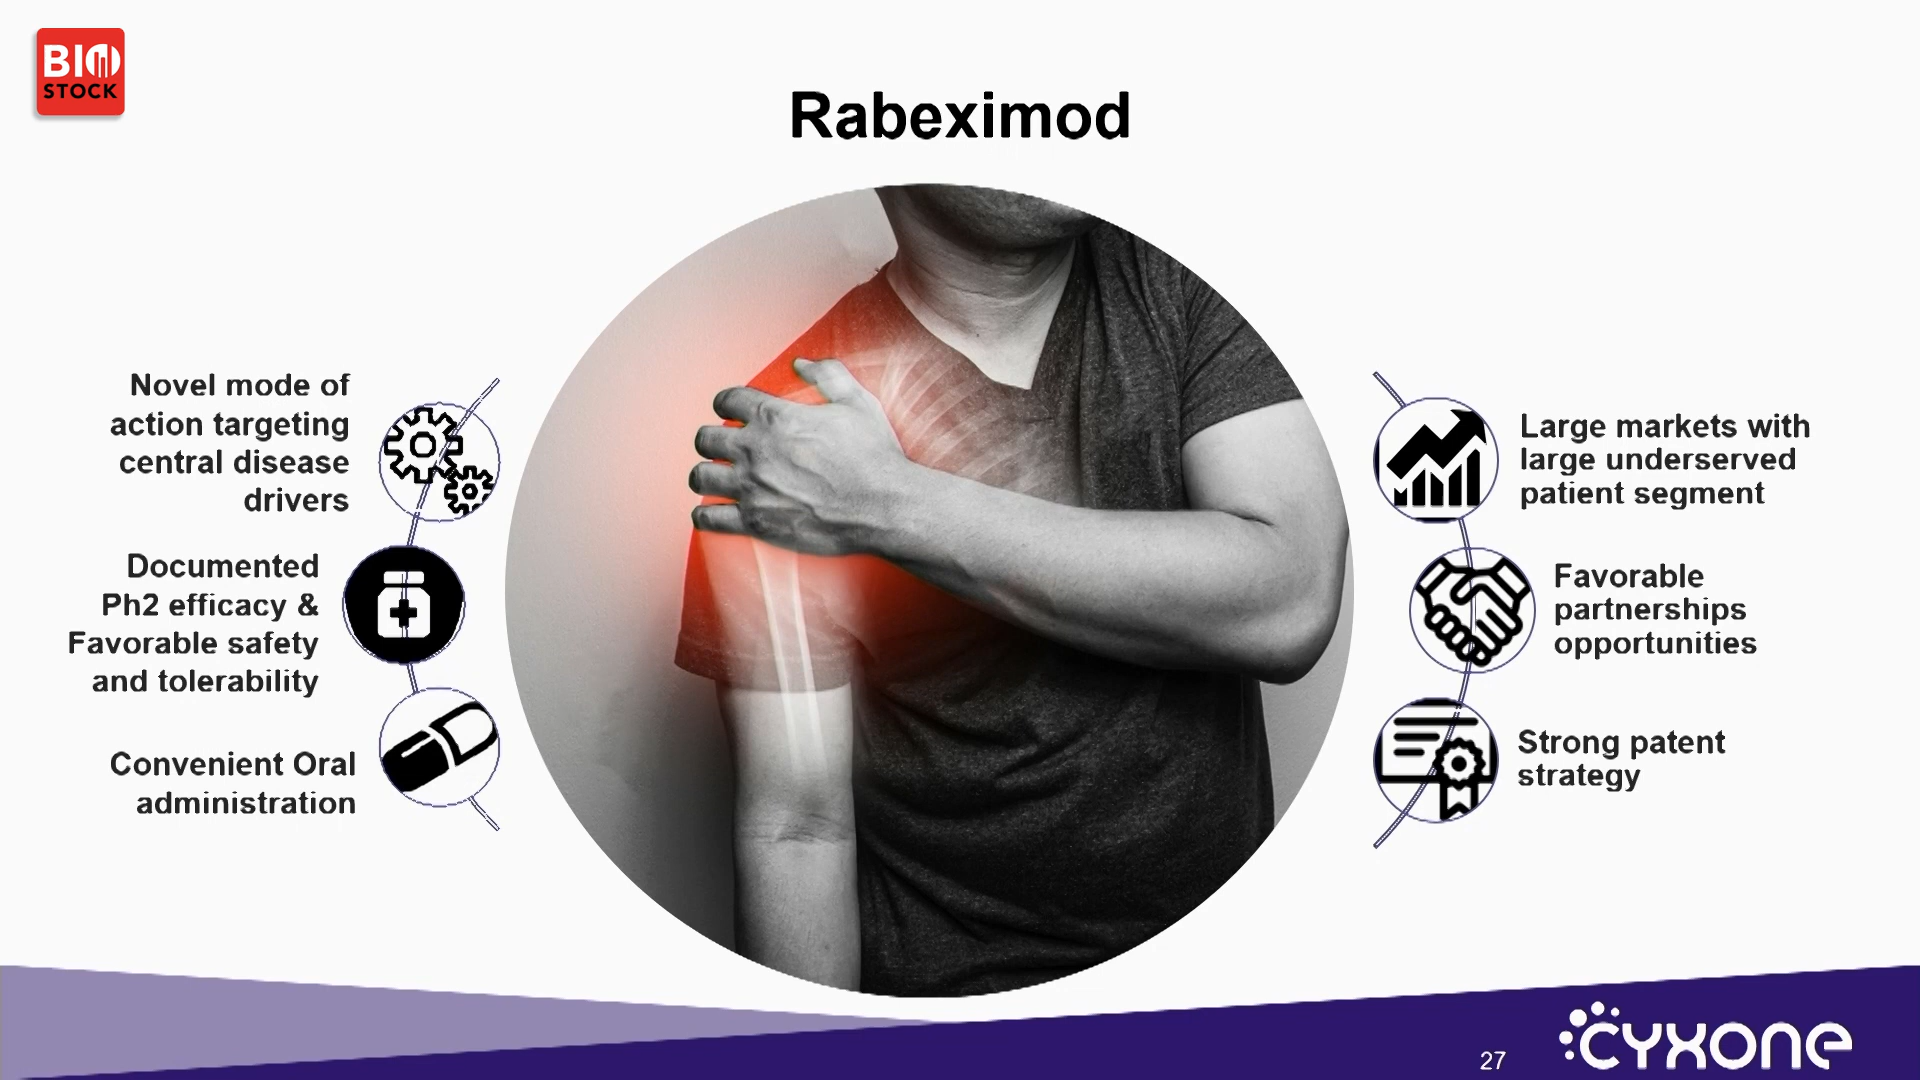 BIO
STOCK
Rabeximod
Novel mode of
action targeting
central disease
drivers
Documented
Ph2 efficacy &
Favorable safety
and tolerability
Convenient Oral
administration
Large markets with
large underserved
patient segment
Favorable
partnerships
opportunities
Strong patent
strategy
27
CYXONE